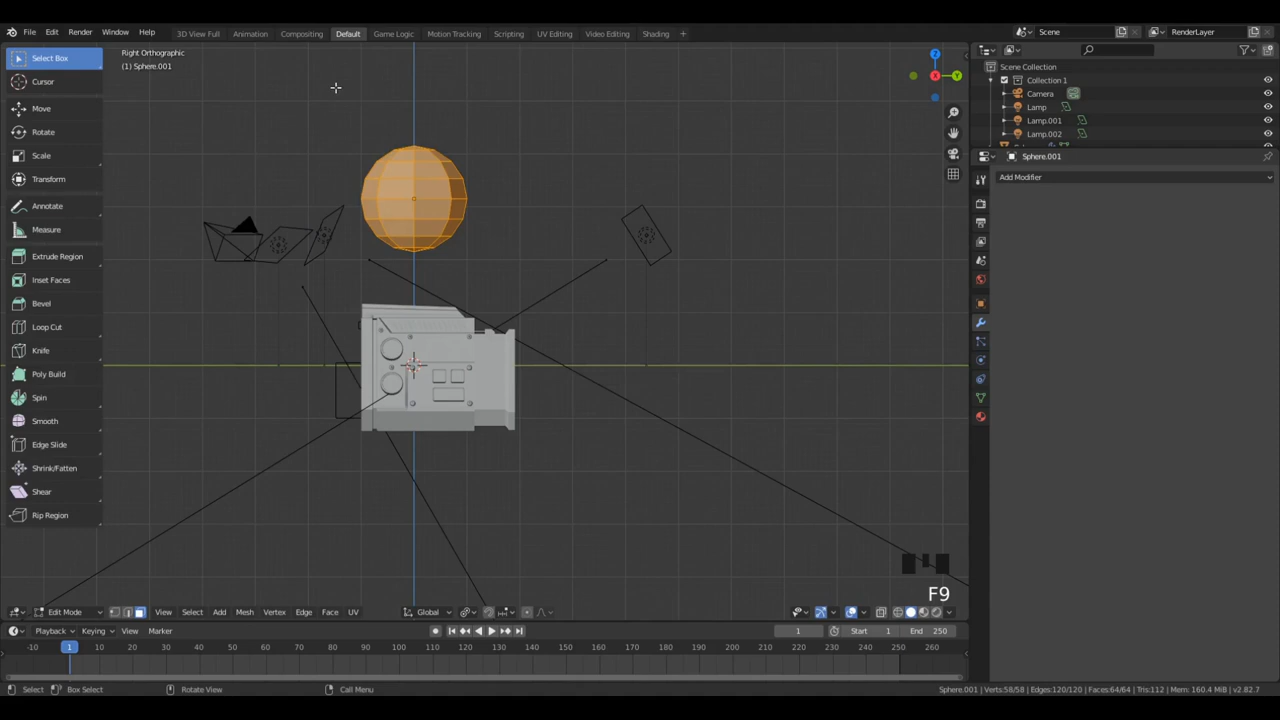 File Edit Render Window Help
3D View Full Animation Compositing Default Game Logic Motion Tracking Scripting UV Editing Video Editing Shading +
Scene
RenderLayer
Select Box
Cursor
Move
Rotate
Scale
Transform
Annotate
Measure
Extrude Region
Inset Faces
Bevel
Loop Cut
Knife
Poly Build
Spin
Smooth
Edge Slide
Shrink/Fatten
Shear
Rip Region
Right Orthographic
(1) Sphere.001
Z
X
Y
Scene Collection
Collection 1
Camera
Lamp
Lamp.001
Lamp.002
Sphere.001
Add Modifier
F9
Edit Mode View Select Add Mesh Vertex Edge Face UV Global
Playback Keying View Marker 1 Start 1 End 250
-10 1 10 20 30 40 50 60 70 80 90 100 110 120 130 140 150 160 170 180 190 200 210 220 230 240 250 260
Select Box Select Rotate View Call Menu Sphere.001 | Verts:58/58 | Edges:120/120 | Faces:64/64 | Tris:112 | Mem: 160.4 MiB | v2.82.7